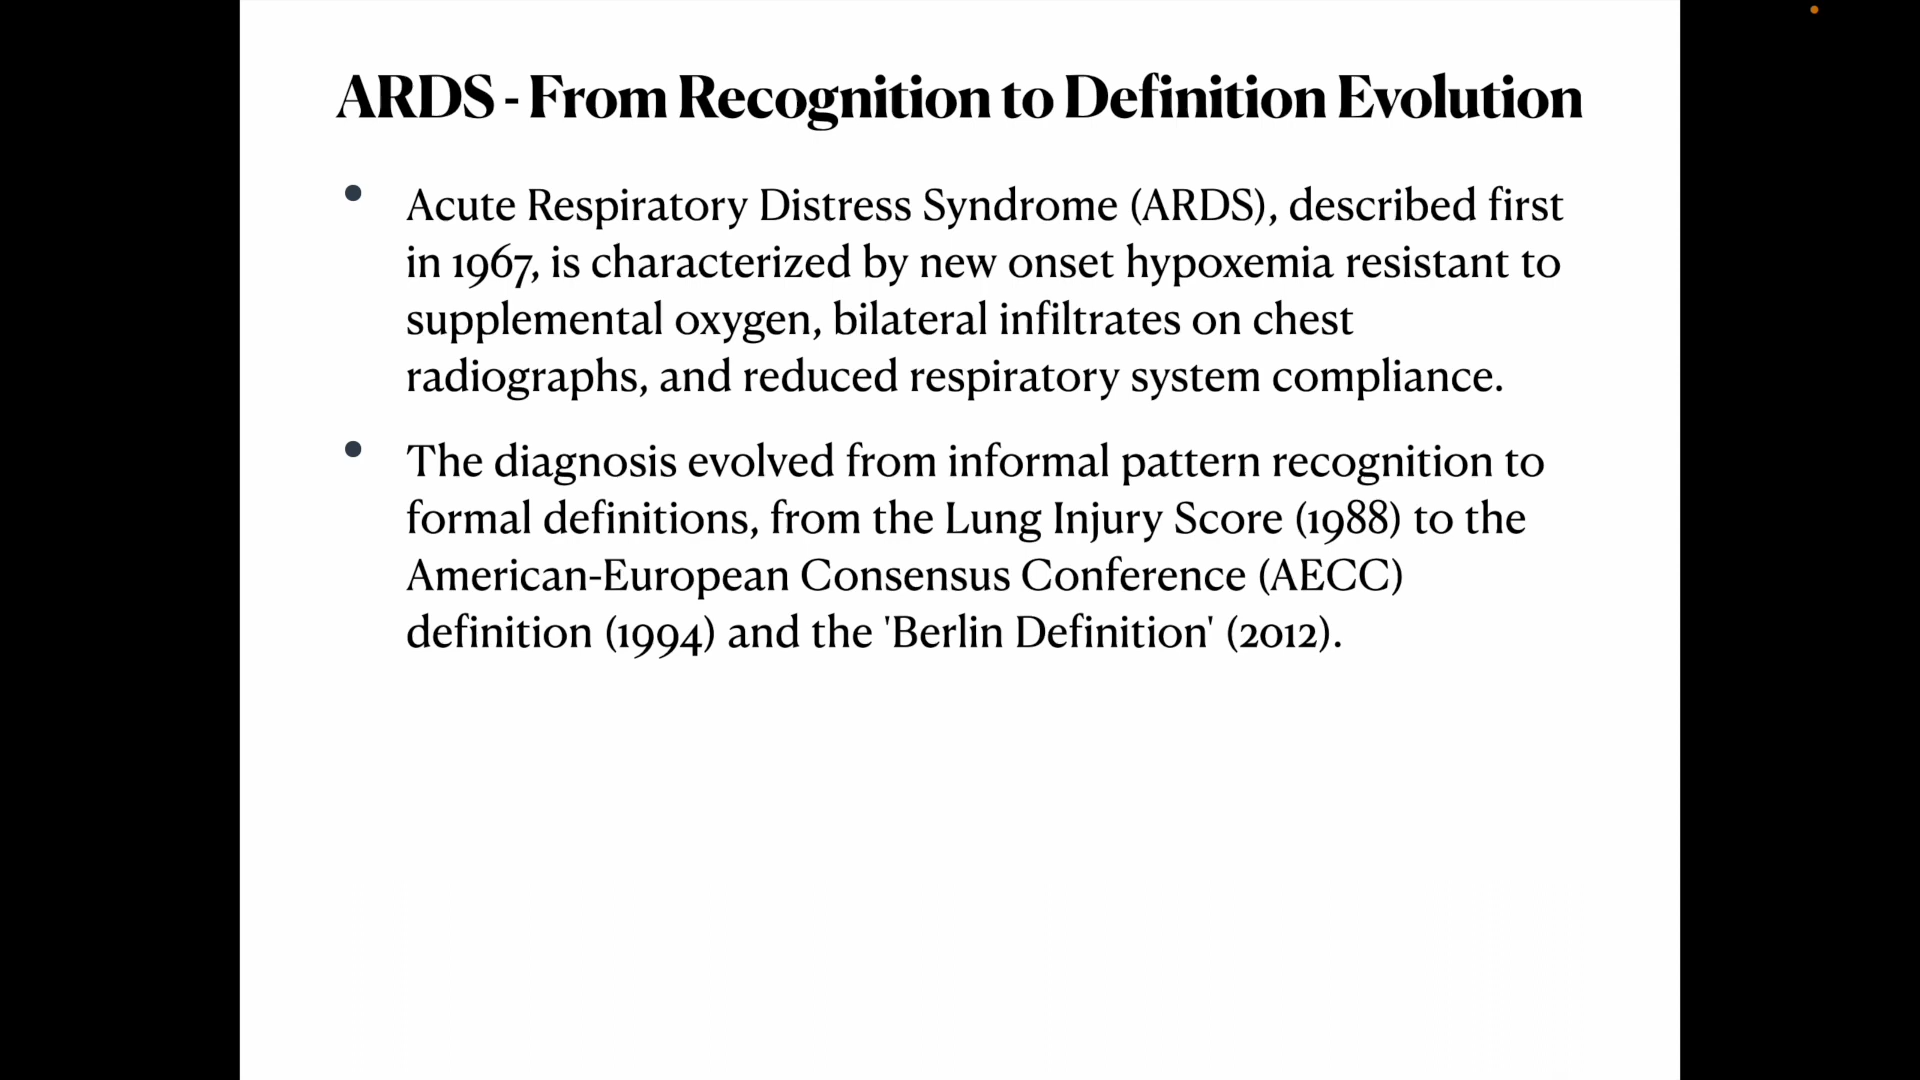 ARDS - From Recognition to Definition Evolution
• Acute Respiratory Distress Syndrome (ARDS), described first
in 1967, is characterized by new onset hypoxemia resistant to
supplemental oxygen, bilateral infiltrates on chest
radiographs, and reduced respiratory system compliance.
• The diagnosis evolved from informal pattern recognition to
formal definitions, from the Lung Injury Score (1988) to the
American-European Consensus Conference (AECC)
definition (1994) and the 'Berlin Definition' (2012).